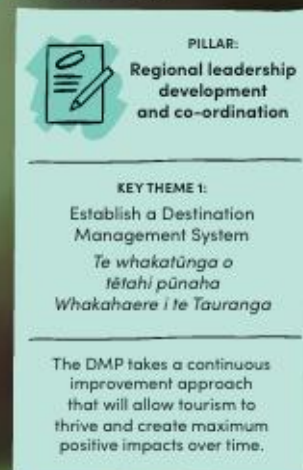 PILLAR:
Regional leadership
development
and co-ordination
KEY THEME 1:
Establish a Destination
Management System
Te whakatūnga o
tētahi pūnaha
Whakahaere i te Tauranga
The DMP takes a continuous
improvement approach
that will allow tourism to
thrive and create maximum
positive impacts over time.